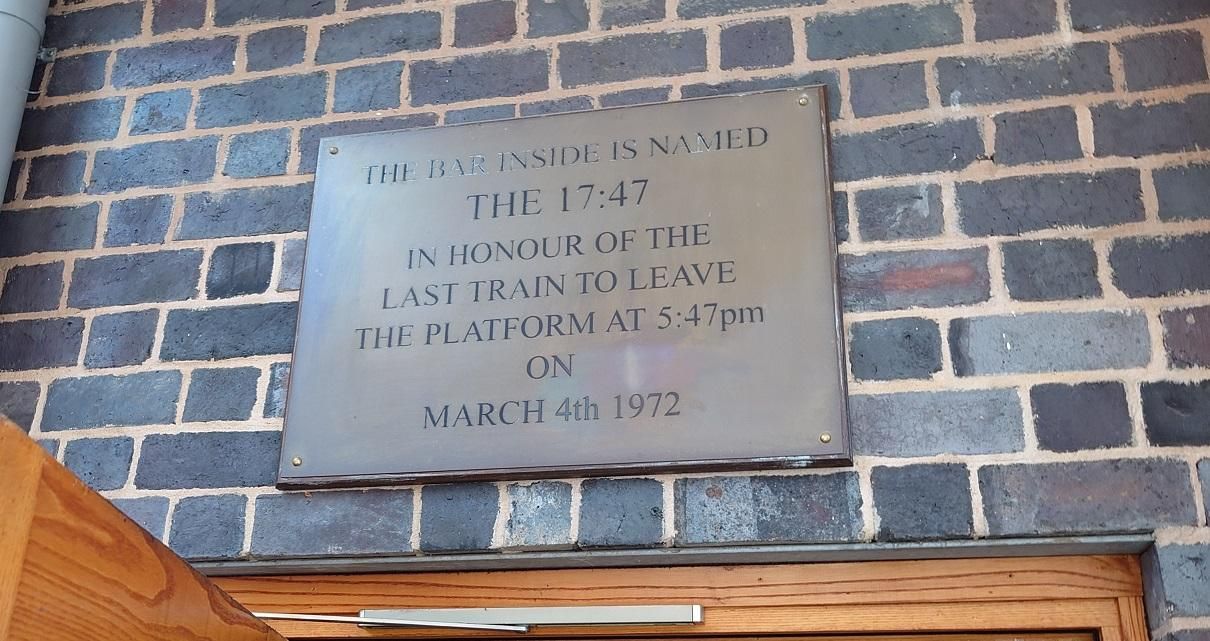 THE BAR INSIDE IS NAMED
THE 17:47
IN HONOUR OF THE
LAST TRAIN TO LEAVE
THE PLATFORM AT 5:47pm
ON
MARCH 4th 1972